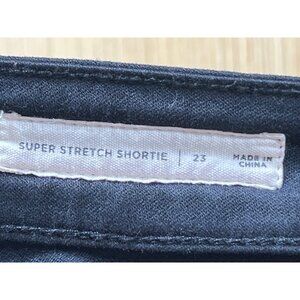 SUPER STRETCH SHORTIE | 23 MADE IN
CHINA